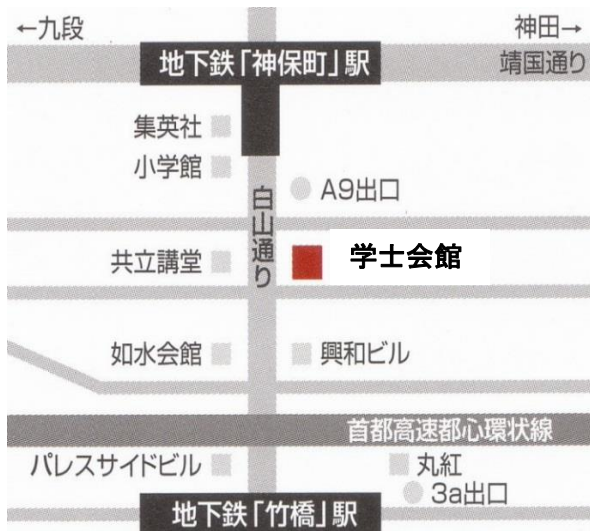 ←九段
神田→
地下鉄「神保町」駅
靖国通り
集英社
小学館
A9出口
白山通り
共立講堂
学士会館
如水会館
興和ビル
首都高速都心環状線
パレスサイドビル
丸紅
3a出口
地下鉄「竹橋」駅